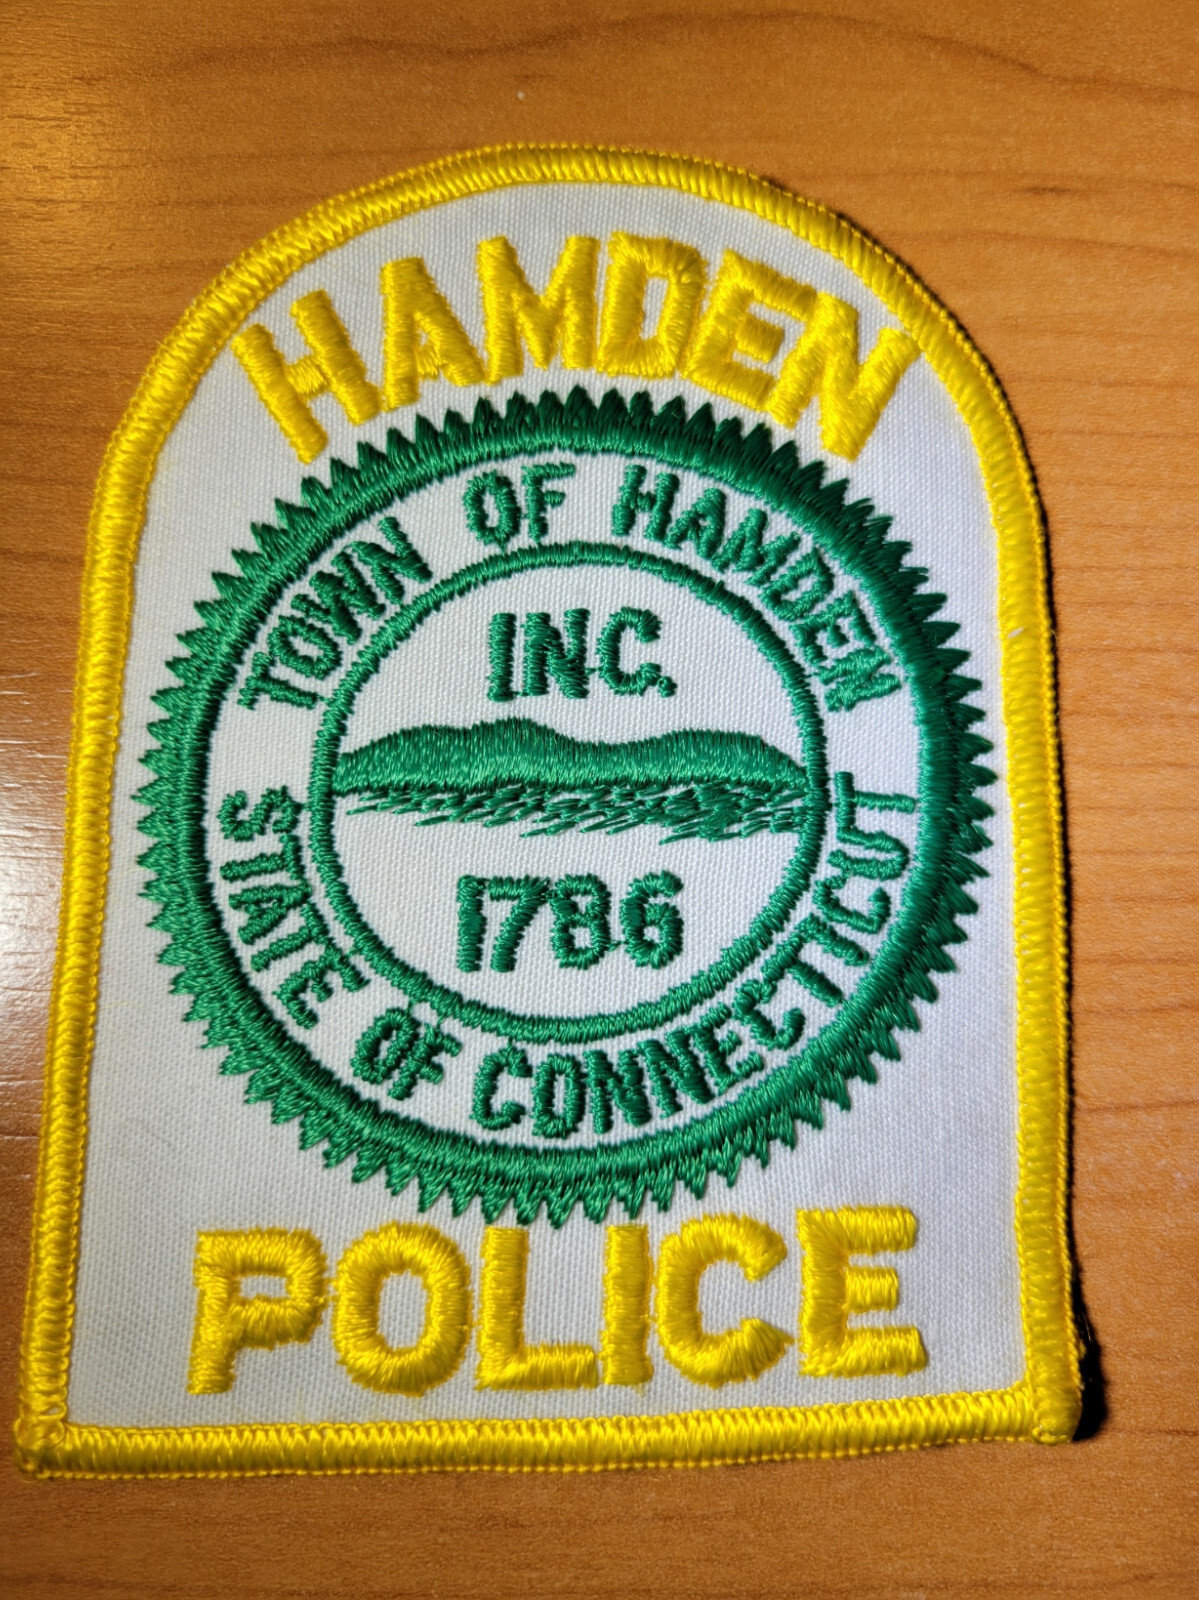 HAMDEN
TOWN OF HAMDEN
INC.
1786
STATE OF CONNECTICUT
POLICE